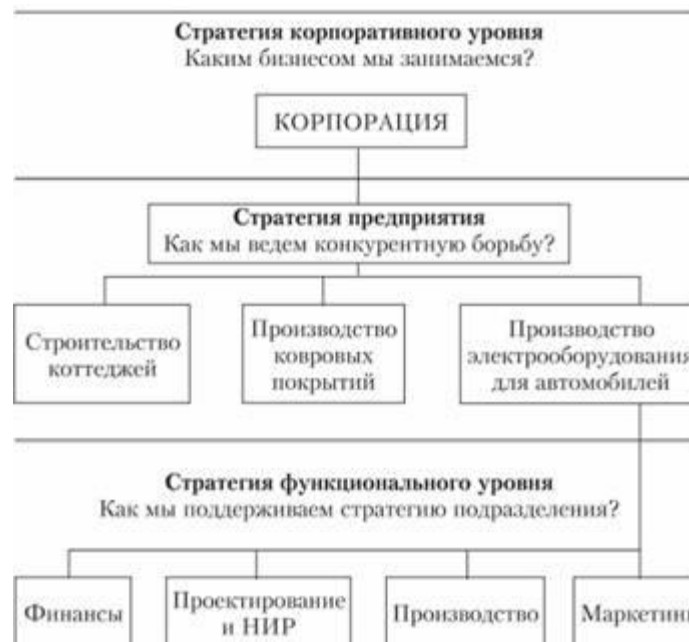 Стратегия корпоративного уровня
Каким бизнесом мы занимаемся?
КОРПОРАЦИЯ
Стратегия предприятия
Как мы ведем конкурентную борьбу?
Строительство
коттеджей
Производство
ковровых
покрытий
Производство
электрооборудования
для автомобилей
Стратегия функционального уровня
Как мы поддерживаем стратегию подразделения?
Финансы
Проектирование
и НИР
Производство
Маркетинг